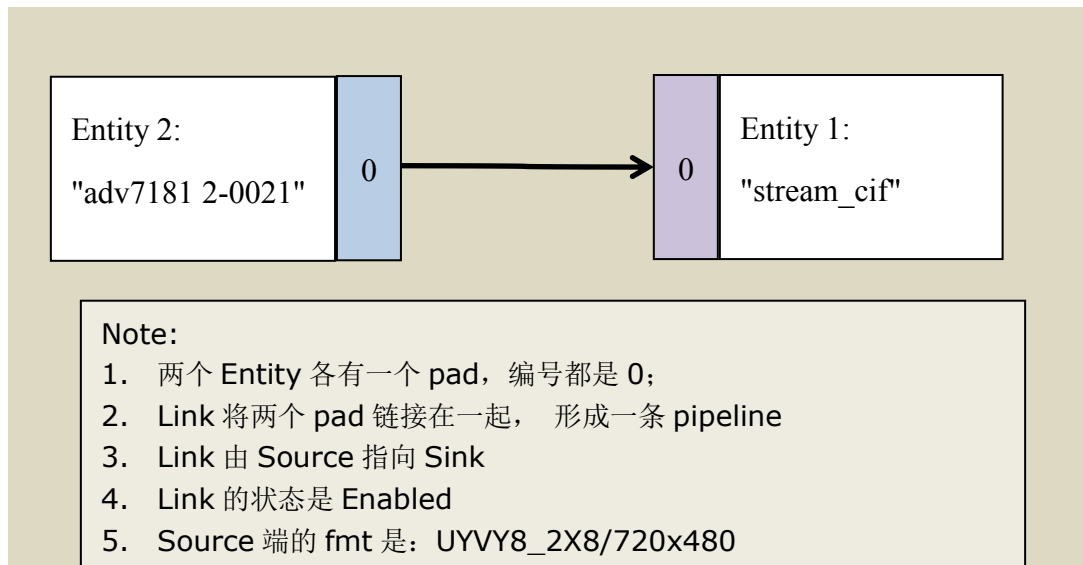 Entity 2:
"adv7181 2-0021"
0
0
Entity 1:
"stream_cif"
Note:
1. 两个 Entity 各有一个 pad，编号都是 0；
2. Link 将两个 pad 链接在一起， 形成一条 pipeline
3. Link 由 Source 指向 Sink
4. Link 的状态是 Enabled
5. Source 端的 fmt 是：UYVY8_2X8/720x480